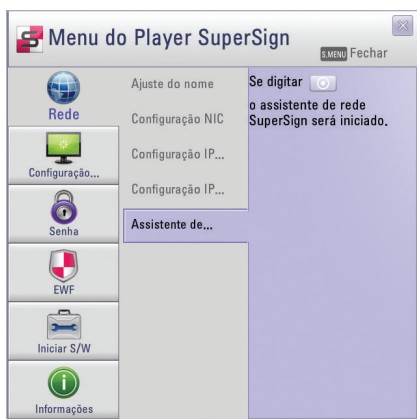 Menu do Player SuperSign
S.MENU Fechar
Rede
Configuração...
Senha
EWF
Iniciar S/W
Informações
Ajuste do nome
Configuração NIC
Configuração IP...
Configuração IP...
Assistente de...
Se digitar
o assistente de rede
SuperSign será iniciado.